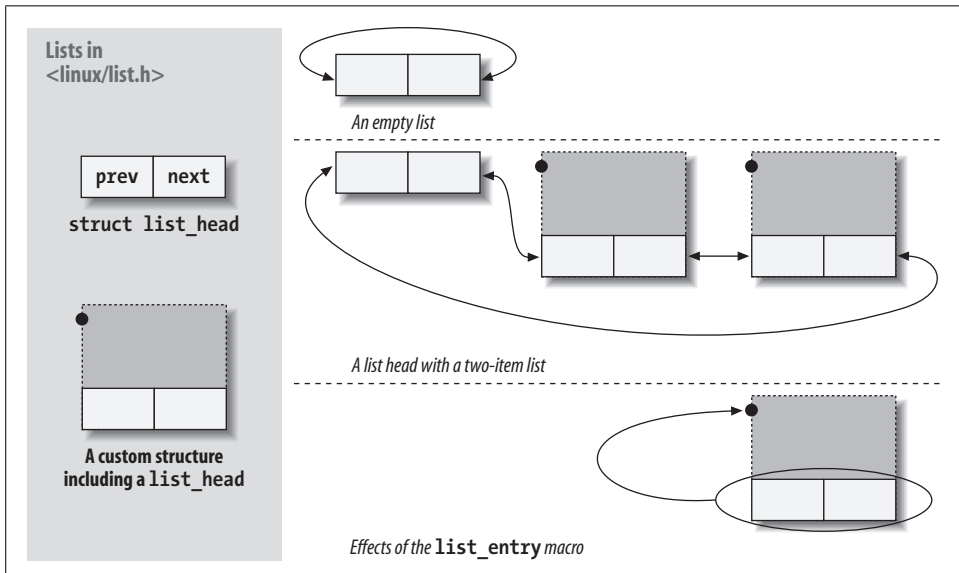 Lists in
<linux/list.h>
prev next
struct list_head
A custom structure
including a list_head
An empty list
A list head with a two-item list
Effects of the list_entry macro